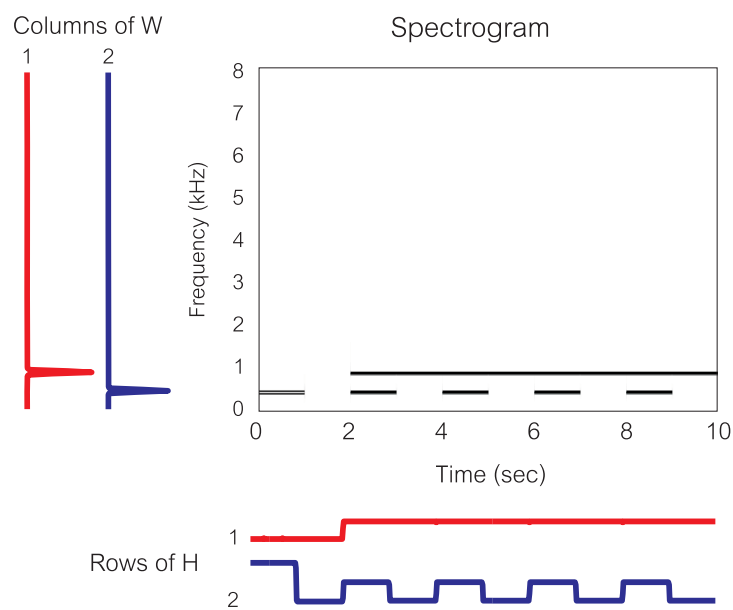 Columns of W
1 2
Spectrogram
8
7
6
5
4
3
2
1
0
Frequency (kHz)
0 2 4 6 8 10
Time (sec)
1
Rows of H
2